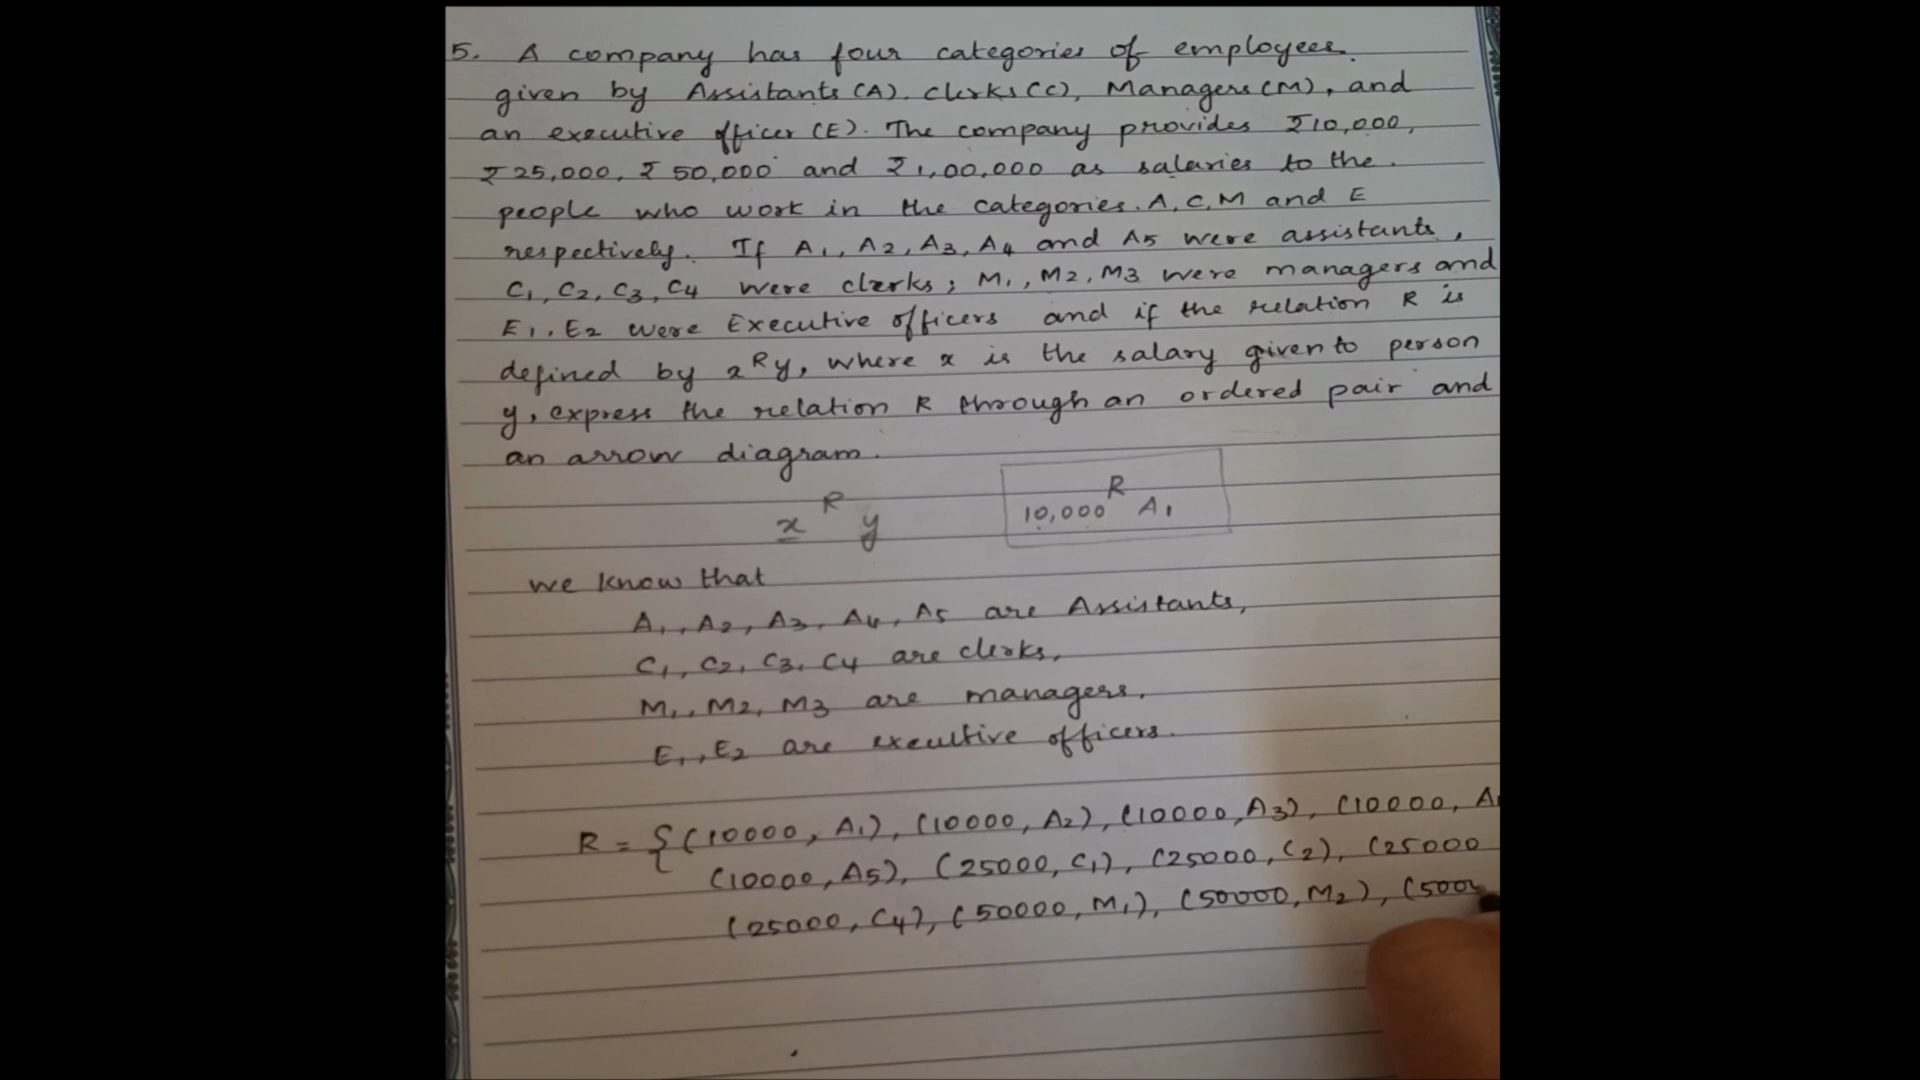 5. A company has four categories of employees.
given by Assistants (A), clerks (C), Managers (M), and
an executive officer (E). The company provides ₹10,000,
₹25,000, ₹50,000 and ₹1,00,000 as salaries to the
people who work in the categories. A, C, M and E
respectively. If A1, A2, A3, A4 and A5 were assistants,
C1, C2, C3, C4 were clerks; M1, M2, M3 were managers and
E1, E2 were Executive officers and if the relation R is
defined by xRy, where x is the salary given to person
y, express the relation R through an ordered pair and
an arrow diagram.
x R y
10,000 R A1
we know that
A1, A2, A3, A4, A5 are Assistants,
C1, C2, C3, C4 are clerks,
M1, M2, M3 are managers,
E1, E2 are executive officers.
R = {(10000, A1), (10000, A2), (10000, A3), (10000, A
(10000, A5), (25000, C1), (25000, C2), (25000
(25000, C4), (50000, M1), (50000, M2), (500